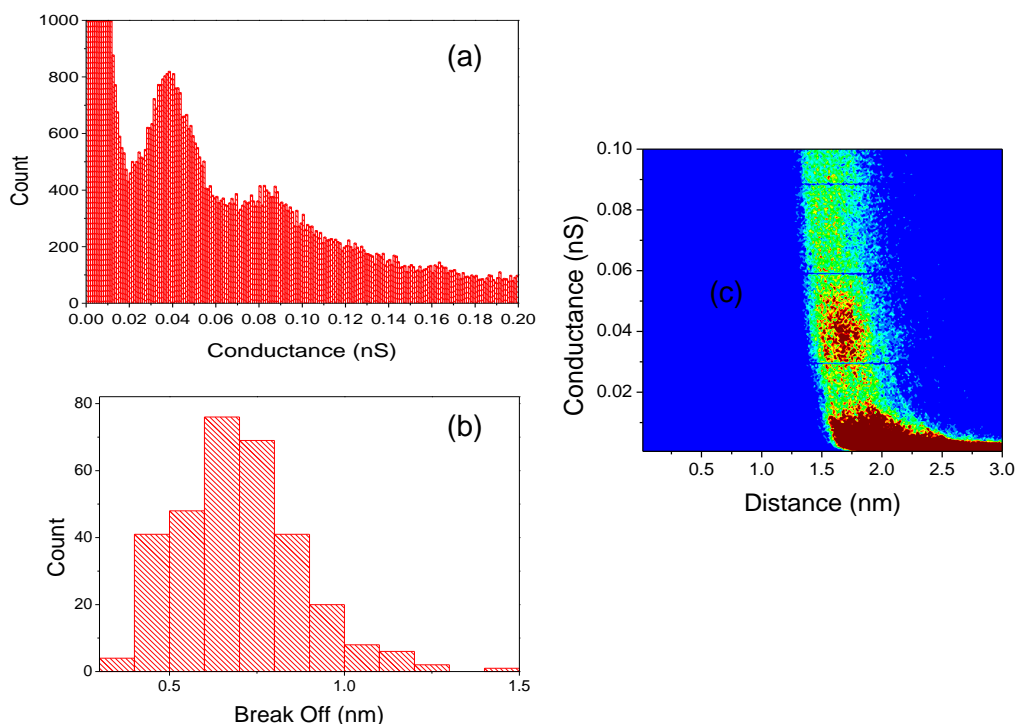 (a)
1000
800
600
400
200
0
Count
0.00 0.02 0.04 0.06 0.08 0.10 0.12 0.14 0.16 0.18 0.20
Conductance (nS)
(b)
80
60
40
20
0
Count
0.5 1.0 1.5
Break Off (nm)
(c)
0.10
0.08
0.06
0.04
0.02
Conductance (nS)
0.5 1.0 1.5 2.0 2.5 3.0
Distance (nm)